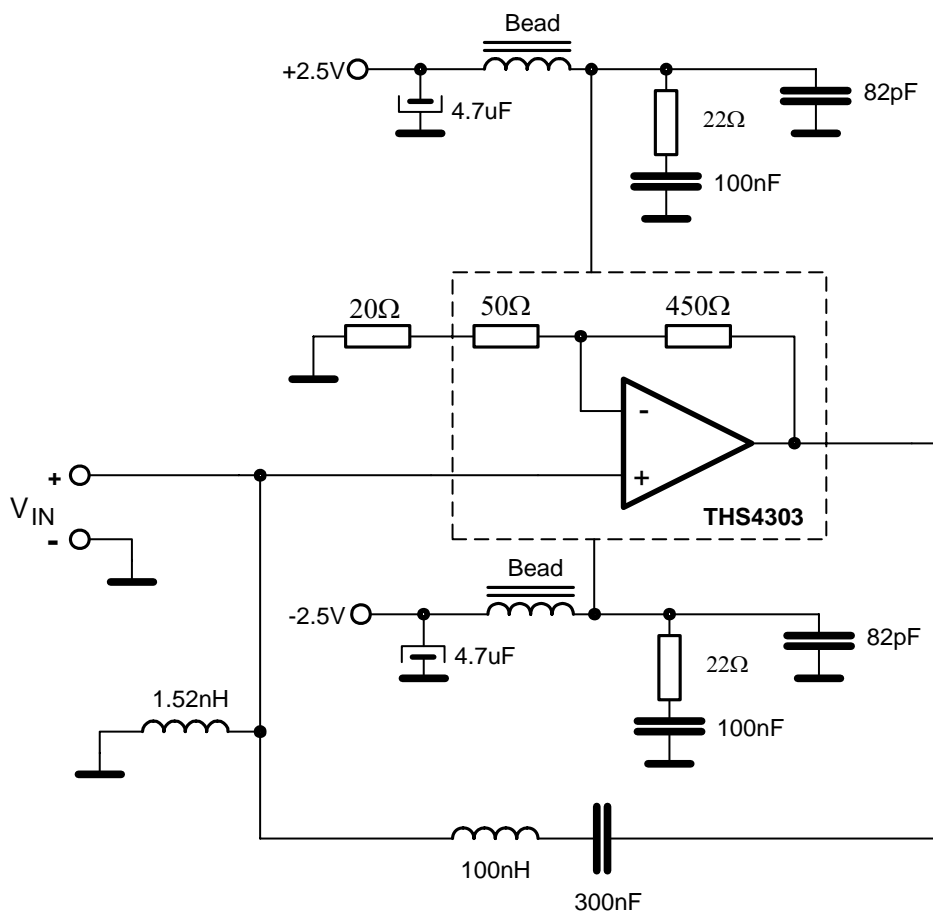 Bead
+2.5V
82pF
4.7uF
22Ω
100nF
20Ω
50Ω
450Ω
-
+
+
V_IN
-
THS4303
Bead
-2.5V
82pF
4.7uF
22Ω
1.52nH
100nF
100nH
300nF